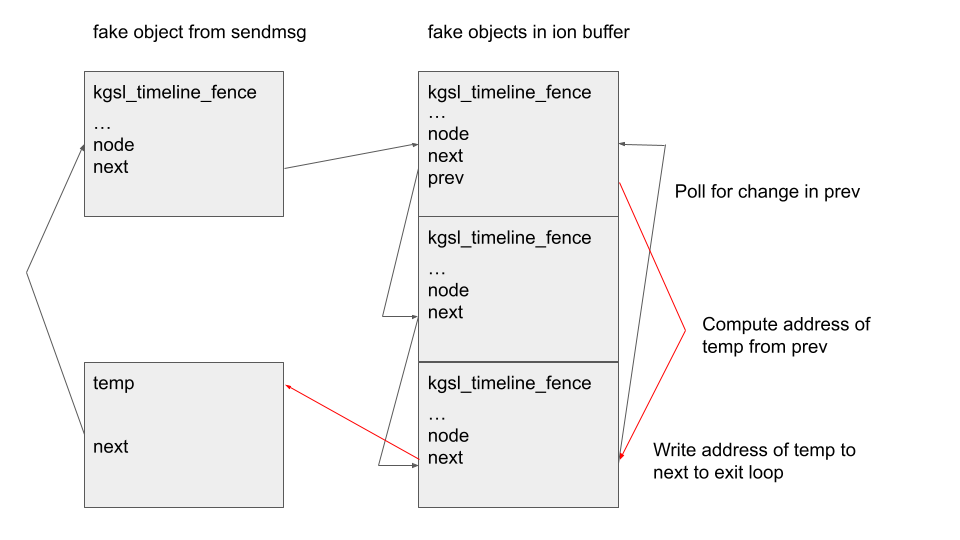 fake object from sendmsg
fake objects in ion buffer
kgsl_timeline_fence
…
node
next
kgsl_timeline_fence
…
node
next
prev
Poll for change in prev
kgsl_timeline_fence
…
node
next
Compute address of
temp from prev
temp
next
kgsl_timeline_fence
…
node
next
Write address of temp to
next to exit loop